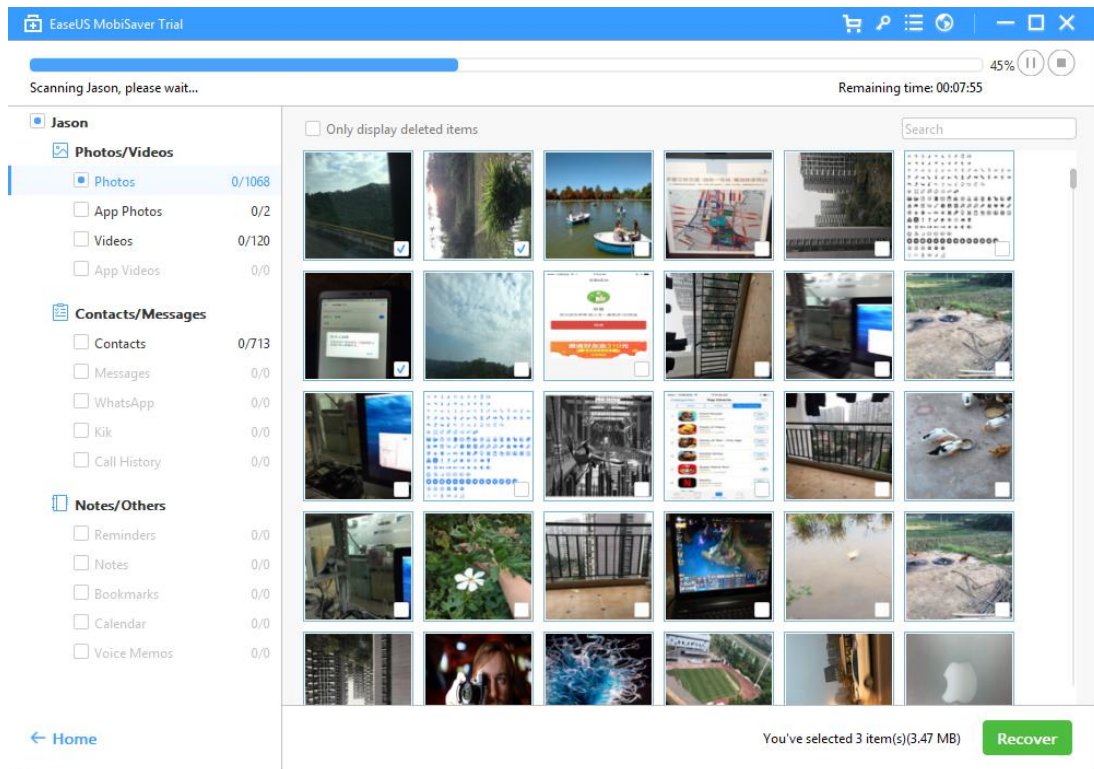 EaseUS MobiSaver Trial
45%
Scanning Jason, please wait...
Remaining time: 00:07:55
Jason
Only display deleted items
Search
Photos/Videos
Photos 0/1068
App Photos 0/2
Videos 0/120
App Videos 0/0
Contacts/Messages
Contacts 0/713
Messages 0/0
WhatsApp 0/0
Kik 0/0
Call History 0/0
Notes/Others
Reminders 0/0
Notes 0/0
Bookmarks 0/0
Calendar 0/0
Voice Memos 0/0
Home
You've selected 3 item(s)(3.47 MB)
Recover